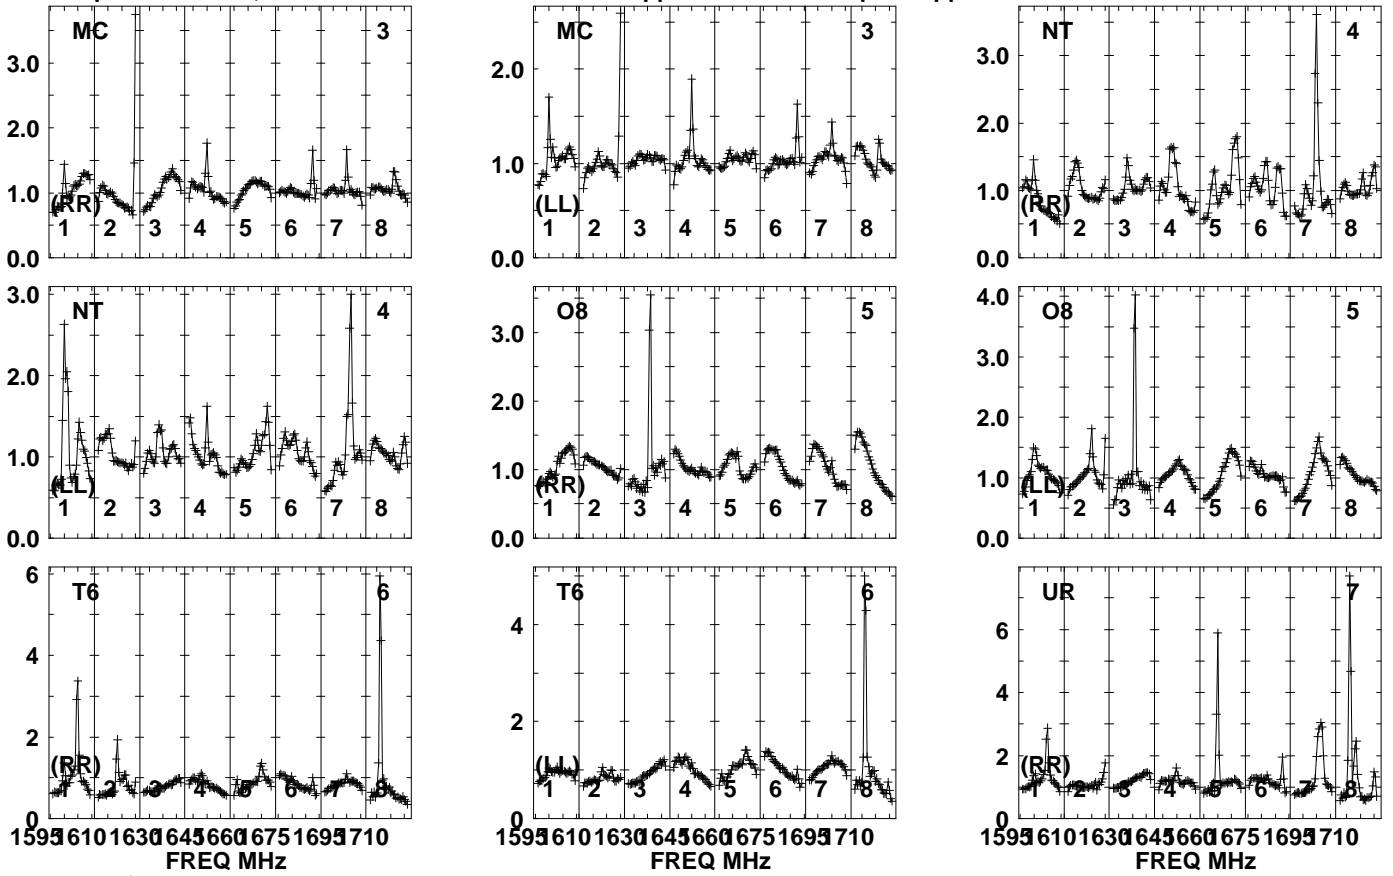 MC 3 MC 3 NT 4
3.0 2.0 3.0
2.0 2.0
1.0 1.0 1.0
(RR) (LL) (RR)
1 2 3 4 5 6 7 8 1 2 3 4 5 6 7 8 1 2 3 4 5 6 7 8
0.0 0.0 0.0
NT 4 O8 5 O8 5
3.0 3.0 4.0
2.0 2.0 3.0
2.0
1.0 1.0 1.0
(LL) (RR) (LL)
1 2 3 4 5 6 7 8 1 2 3 4 5 6 7 8 1 2 3 4 5 6 7 8
0.0 0.0 0.0
T6 6 T6 6 UR 7
6 4 6
4 4
2 2 2
(RR) (LL) (RR)
1 2 3 4 5 6 7 8 1 2 3 4 5 6 7 8 1 2 3 4 5 6 7 8
0 0 0
1595 1610 1630 1645 1660 1675 1695 1710 1595 1610 1630 1645 1660 1675 1695 1710 1595 1610 1630 1645 1660 1675 1695 1710
FREQ MHz FREQ MHz FREQ MHz